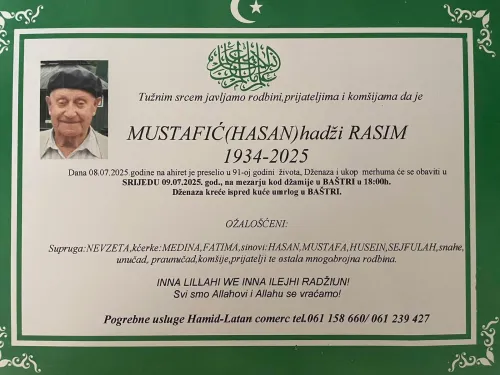 Tužnim srcem javljamo rodbini,prijateljima i komšijama da je
MUSTAFIĆ(HASAN)hadži RASIM
1934-2025
Dana 08.07.2025 godine na ahiret je preselio u 91-oj godini života, Dženaza i ukop merhuma će se obaviti u
SRIJEDU 09.07.2025. god., na mezarju kod džamije u BAŠTRI u 18:00h.
Dženaza kreće ispred kuće umrlog u BAŠTRI.
OŽALOŠĆENI:
Supruga:NEVZETA,kćerke:MEDINA,FATIMA,sinovi:HASAN,MUSTAFA,HUSEIN,SEJFULAH,snahe,
unučad, praunučad,komšije,prijatelji te ostala mnogobrojna rodbina.
INNA LILLAHI WE INNA ILEJHI RADŽIUN!
Svi smo Allahovi i Allahu se vraćamo!
Pogrebne usluge Hamid-Latan comerc tel.061 158 660/ 061 239 427